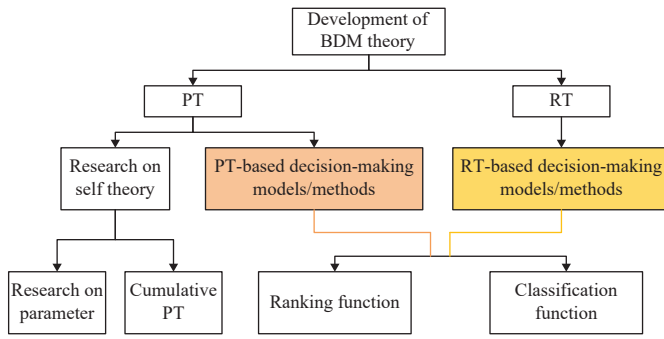 Development of
BDM theory
PT
RT
Research on
self theory
PT-based decision-making
models/methods
RT-based decision-making
models/methods
Research on
parameter
Cumulative
PT
Ranking function
Classification
function